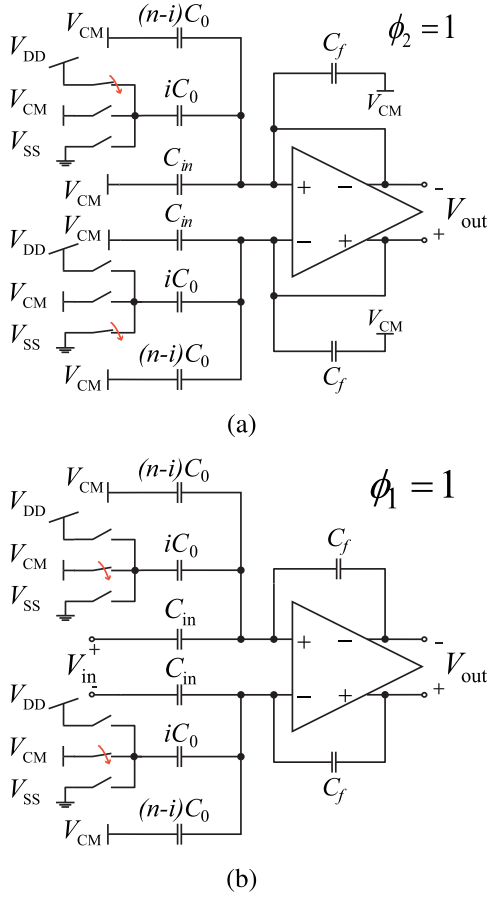 V_CM (n-i)C_0 C_f ϕ_2 = 1
V_DD
V_CM iC_0 V_CM
V_SS
C_in
V_CM + − -
V_CM C_in V_out
V_DD − + +
V_CM iC_0
V_SS V_CM
(n-i)C_0 C_f
V_CM
(a)
V_CM (n-i)C_0 ϕ_1 = 1
V_DD C_f
V_CM iC_0
V_SS
C_in
+ + − -
V_in C_in V_out
- − + +
V_DD
V_CM iC_0
V_SS C_f
V_CM (n-i)C_0
(b)